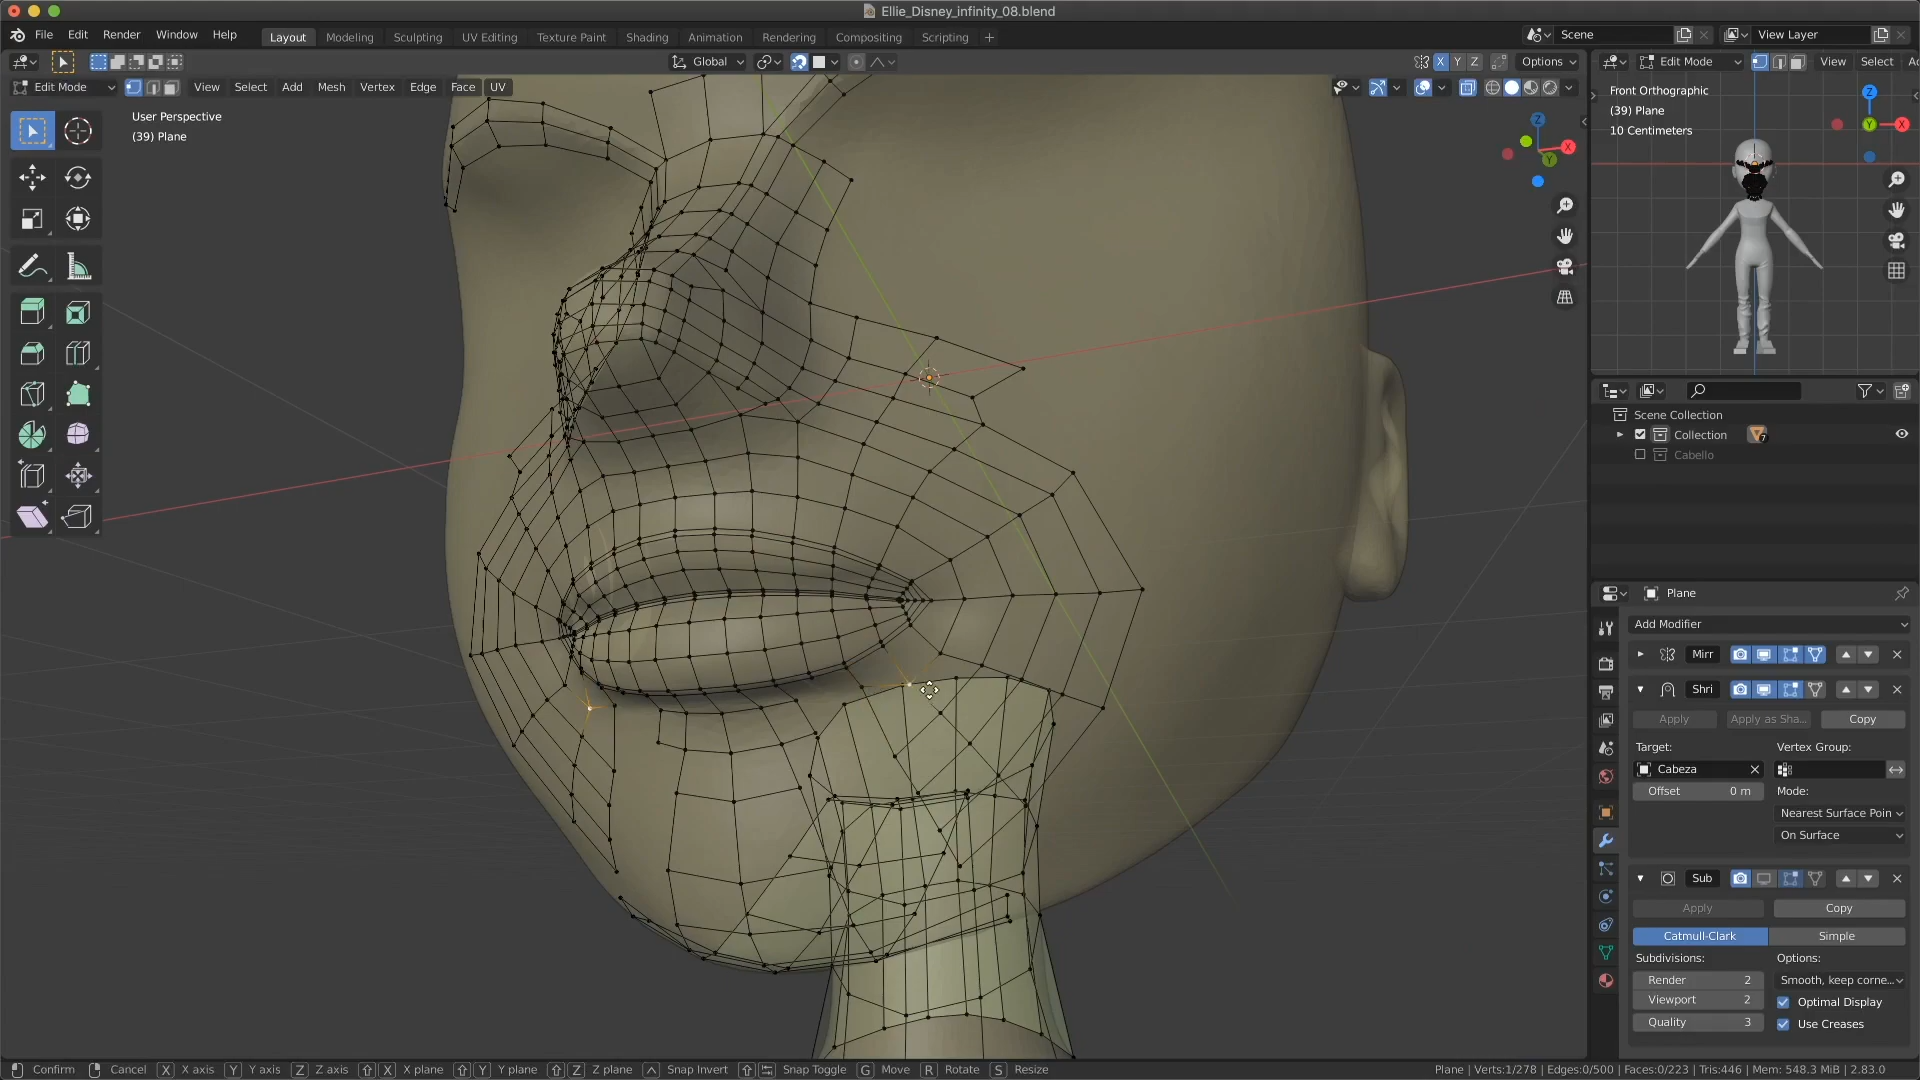 Ellie_Disney_infinity_08.blend
File Edit Render Window Help
Layout Modeling Sculpting UV Editing Texture Paint Shading Animation Rendering Compositing Scripting +
Scene
View Layer
Global
X Y Z
Options
Edit Mode
View Select
Edit Mode
View Select Add Mesh Vertex Edge Face UV
User Perspective
(39) Plane
Front Orthographic
(39) Plane
10 Centimeters
Z
X
Y
Z
X
Y
Scene Collection
Collection
7
Cabello
Plane
Add Modifier
Mirr
Shri
Apply
Apply as Sha...
Copy
Target:
Vertex Group:
Cabeza
Offset 0 m
Mode:
Nearest Surface Poin
On Surface
Sub
Apply
Copy
Catmull-Clark
Simple
Subdivisions:
Options:
Render 2
Smooth, keep corne...
Viewport 2
Optimal Display
Quality 3
Use Creases
Confirm Cancel X X axis Y Y axis Z Z axis X X plane Y Y plane Z Z plane Snap Invert Snap Toggle G Move R Rotate S Resize
Plane | Verts:1/278 | Edges:0/500 | Faces:0/223 | Tris:446 | Mem: 548.3 MiB | 2.83.0